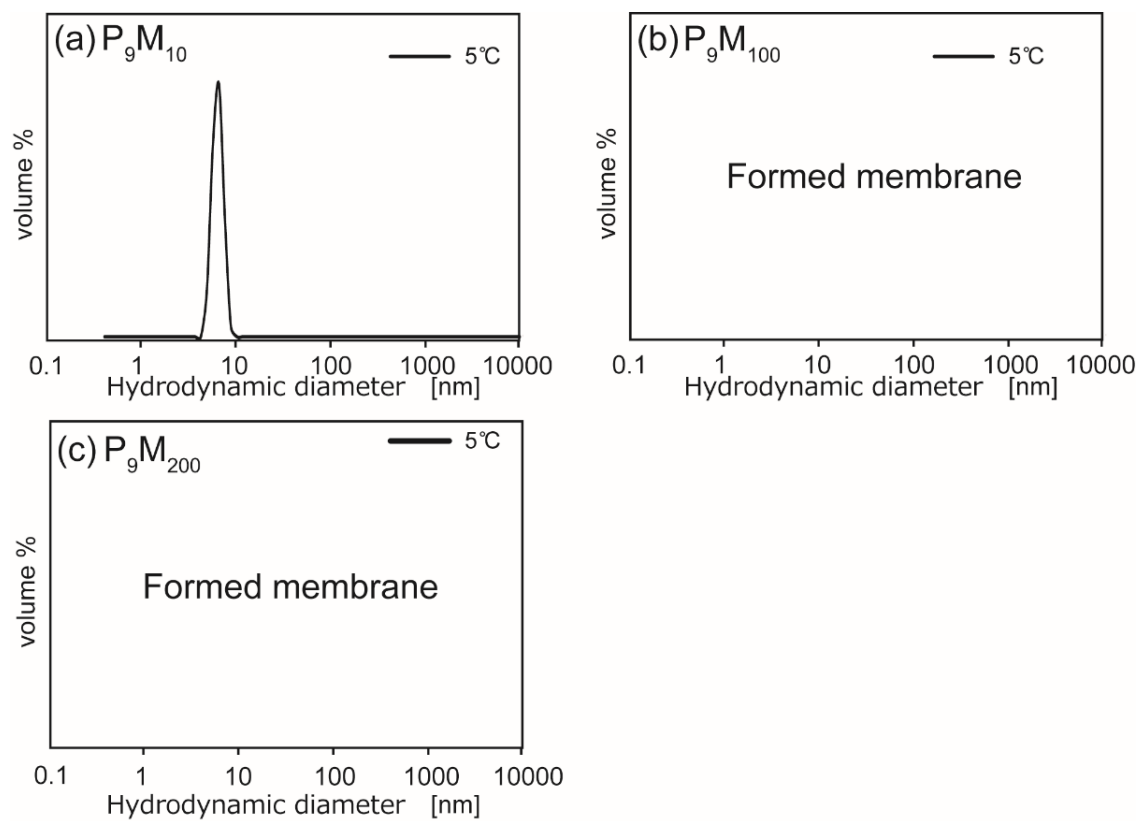 (a) P₉M₁₀
5℃
volume %
0.1 1 10 100 1000 10000
Hydrodynamic diameter [nm]
(b) P₉M₁₀₀
5℃
Formed membrane
volume %
0.1 1 10 100 1000 10000
Hydrodynamic diameter [nm]
(c) P₉M₂₀₀
5℃
Formed membrane
volume %
0.1 1 10 100 1000 10000
Hydrodynamic diameter [nm]